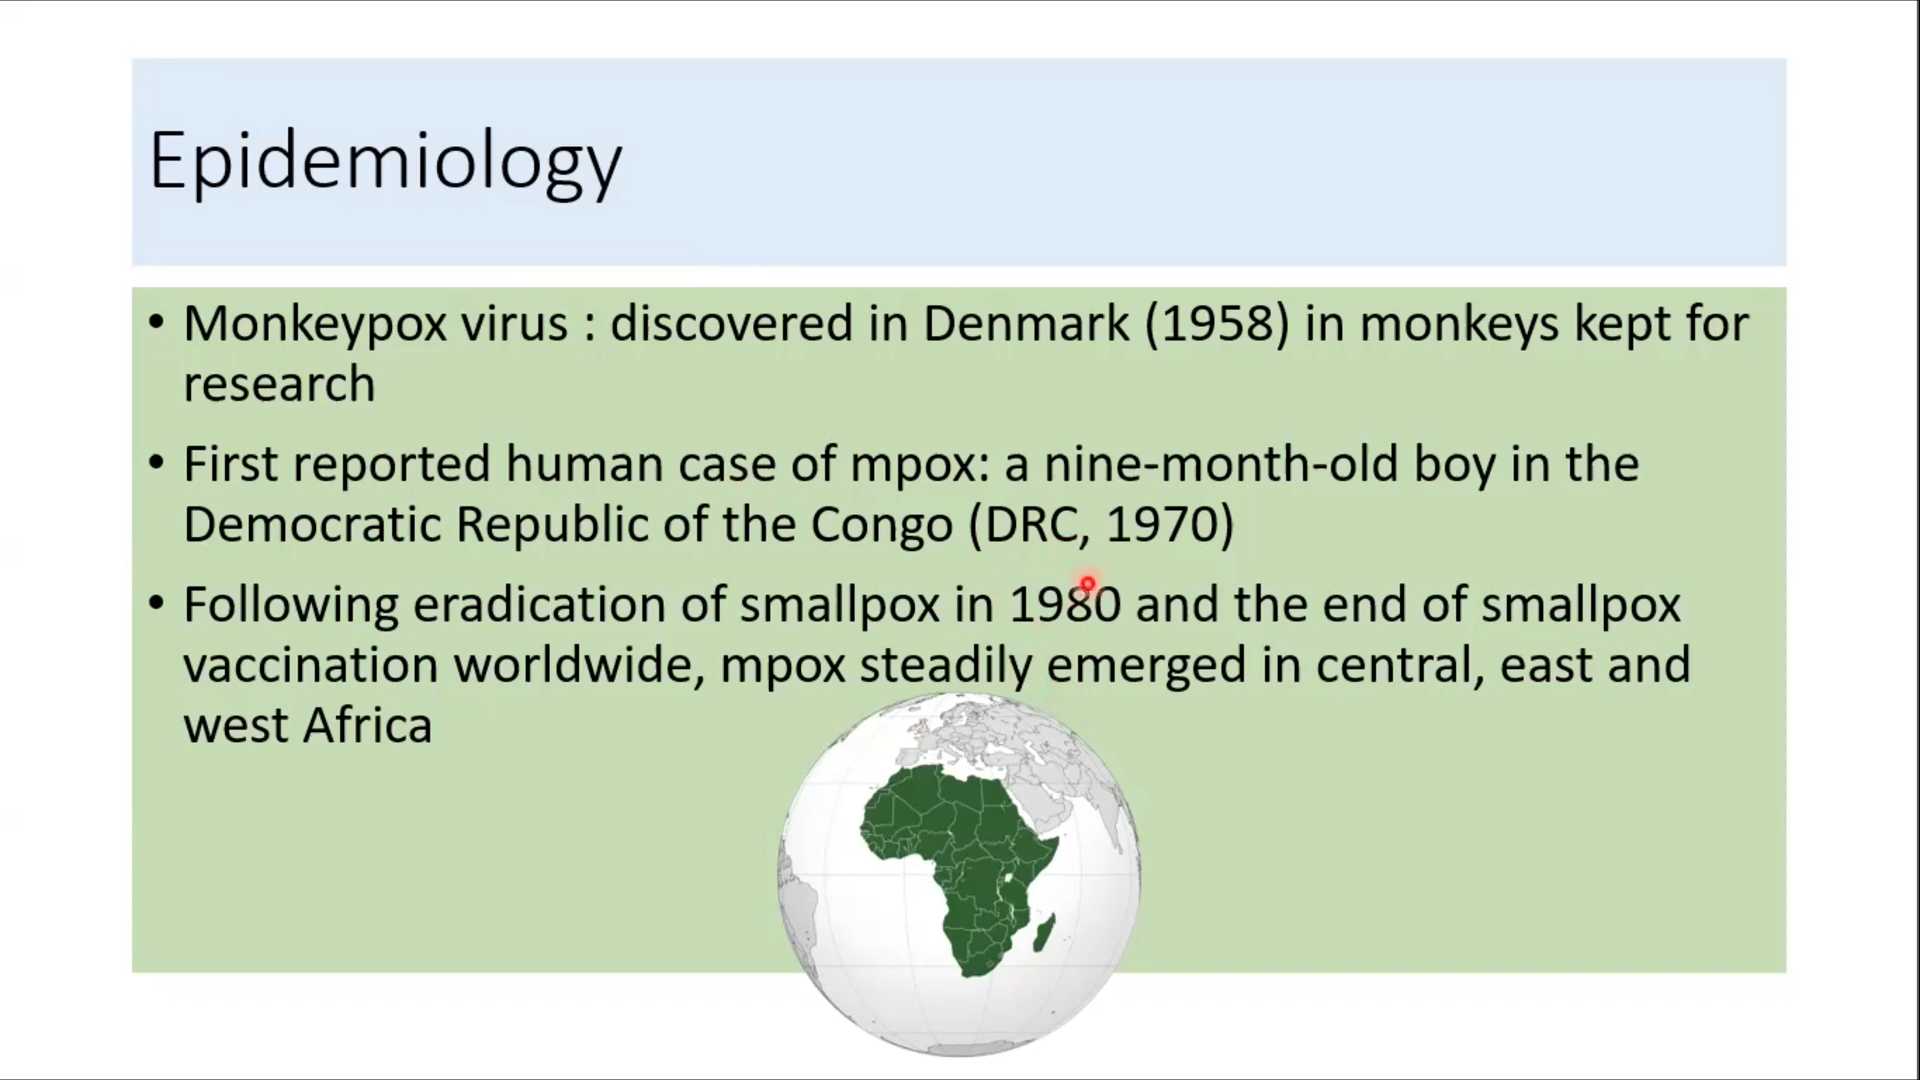 Epidemiology
• Monkeypox virus : discovered in Denmark (1958) in monkeys kept for
research
• First reported human case of mpox: a nine-month-old boy in the
Democratic Republic of the Congo (DRC, 1970)
• Following eradication of smallpox in 1980 and the end of smallpox
vaccination worldwide, mpox steadily emerged in central, east and
west Africa